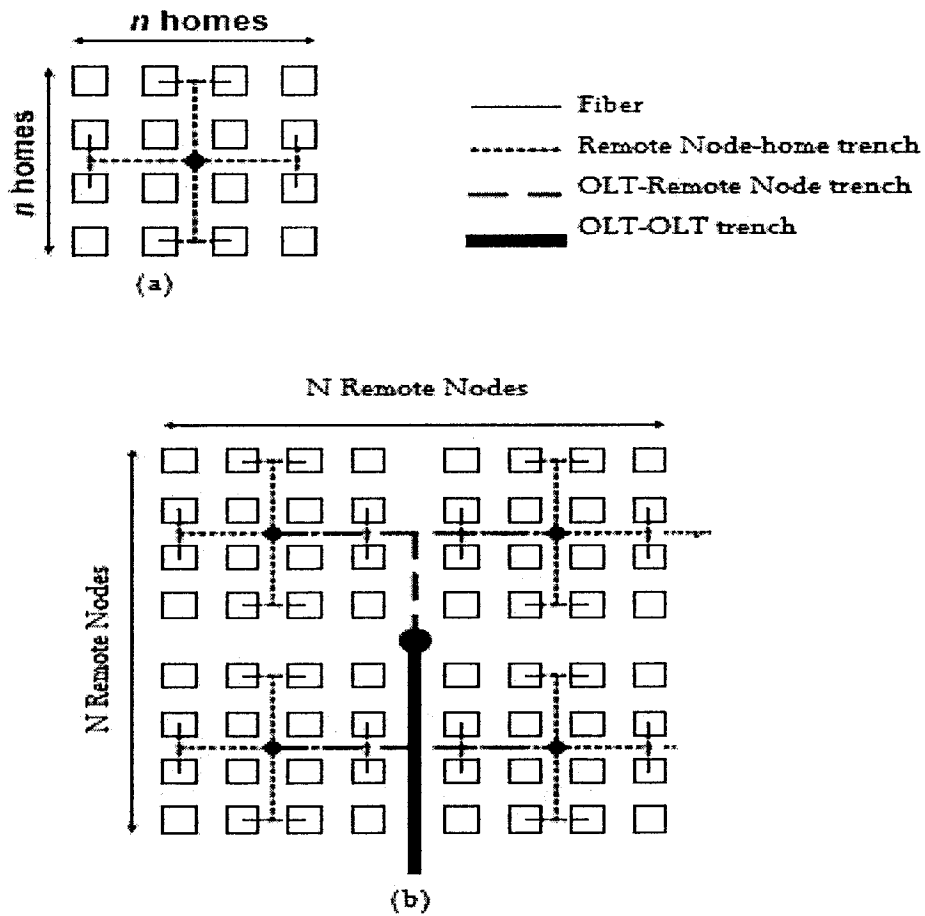 n homes
n homes
(a)
Fiber
Remote Node-home trench
OLT-Remote Node trench
OLT-OLT trench
N Remote Nodes
N Remote Nodes
(b)